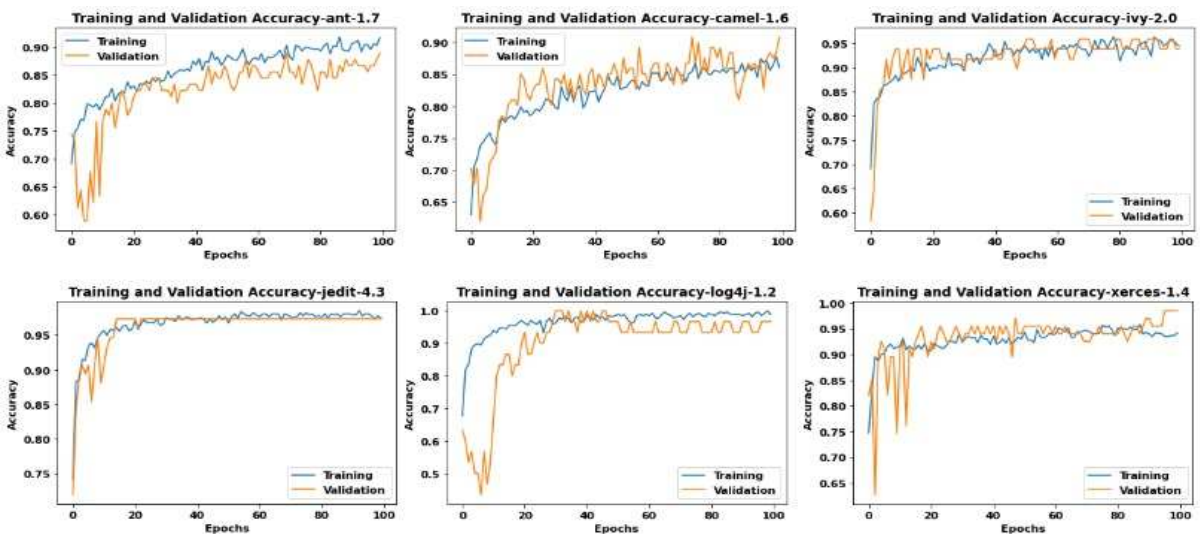 Training and Validation Accuracy-ant-1.7
Training
Validation
0.90
0.85
0.80
0.75
0.70
0.65
0.60
Accuracy
0 20 40 60 80 100
Epochs
Training and Validation Accuracy-camel-1.6
Training
Validation
0.90
0.85
0.80
0.75
0.70
0.65
Accuracy
0 20 40 60 80 100
Epochs
Training and Validation Accuracy-ivy-2.0
0.95
0.90
0.85
0.80
0.75
0.70
0.65
0.60
Accuracy
Training
Validation
0 20 40 60 80 100
Epochs
Training and Validation Accuracy-jedit-4.3
0.95
0.90
0.85
0.80
0.75
Accuracy
Training
Validation
0 20 40 60 80 100
Epochs
Training and Validation Accuracy-log4j-1.2
1.0
0.9
0.8
0.7
0.6
0.5
Accuracy
Training
Validation
0 20 40 60 80 100
Epochs
Training and Validation Accuracy-xerces-1.4
1.00
0.95
0.90
0.85
0.80
0.75
0.70
0.65
Accuracy
Training
Validation
0 20 40 60 80 100
Epochs